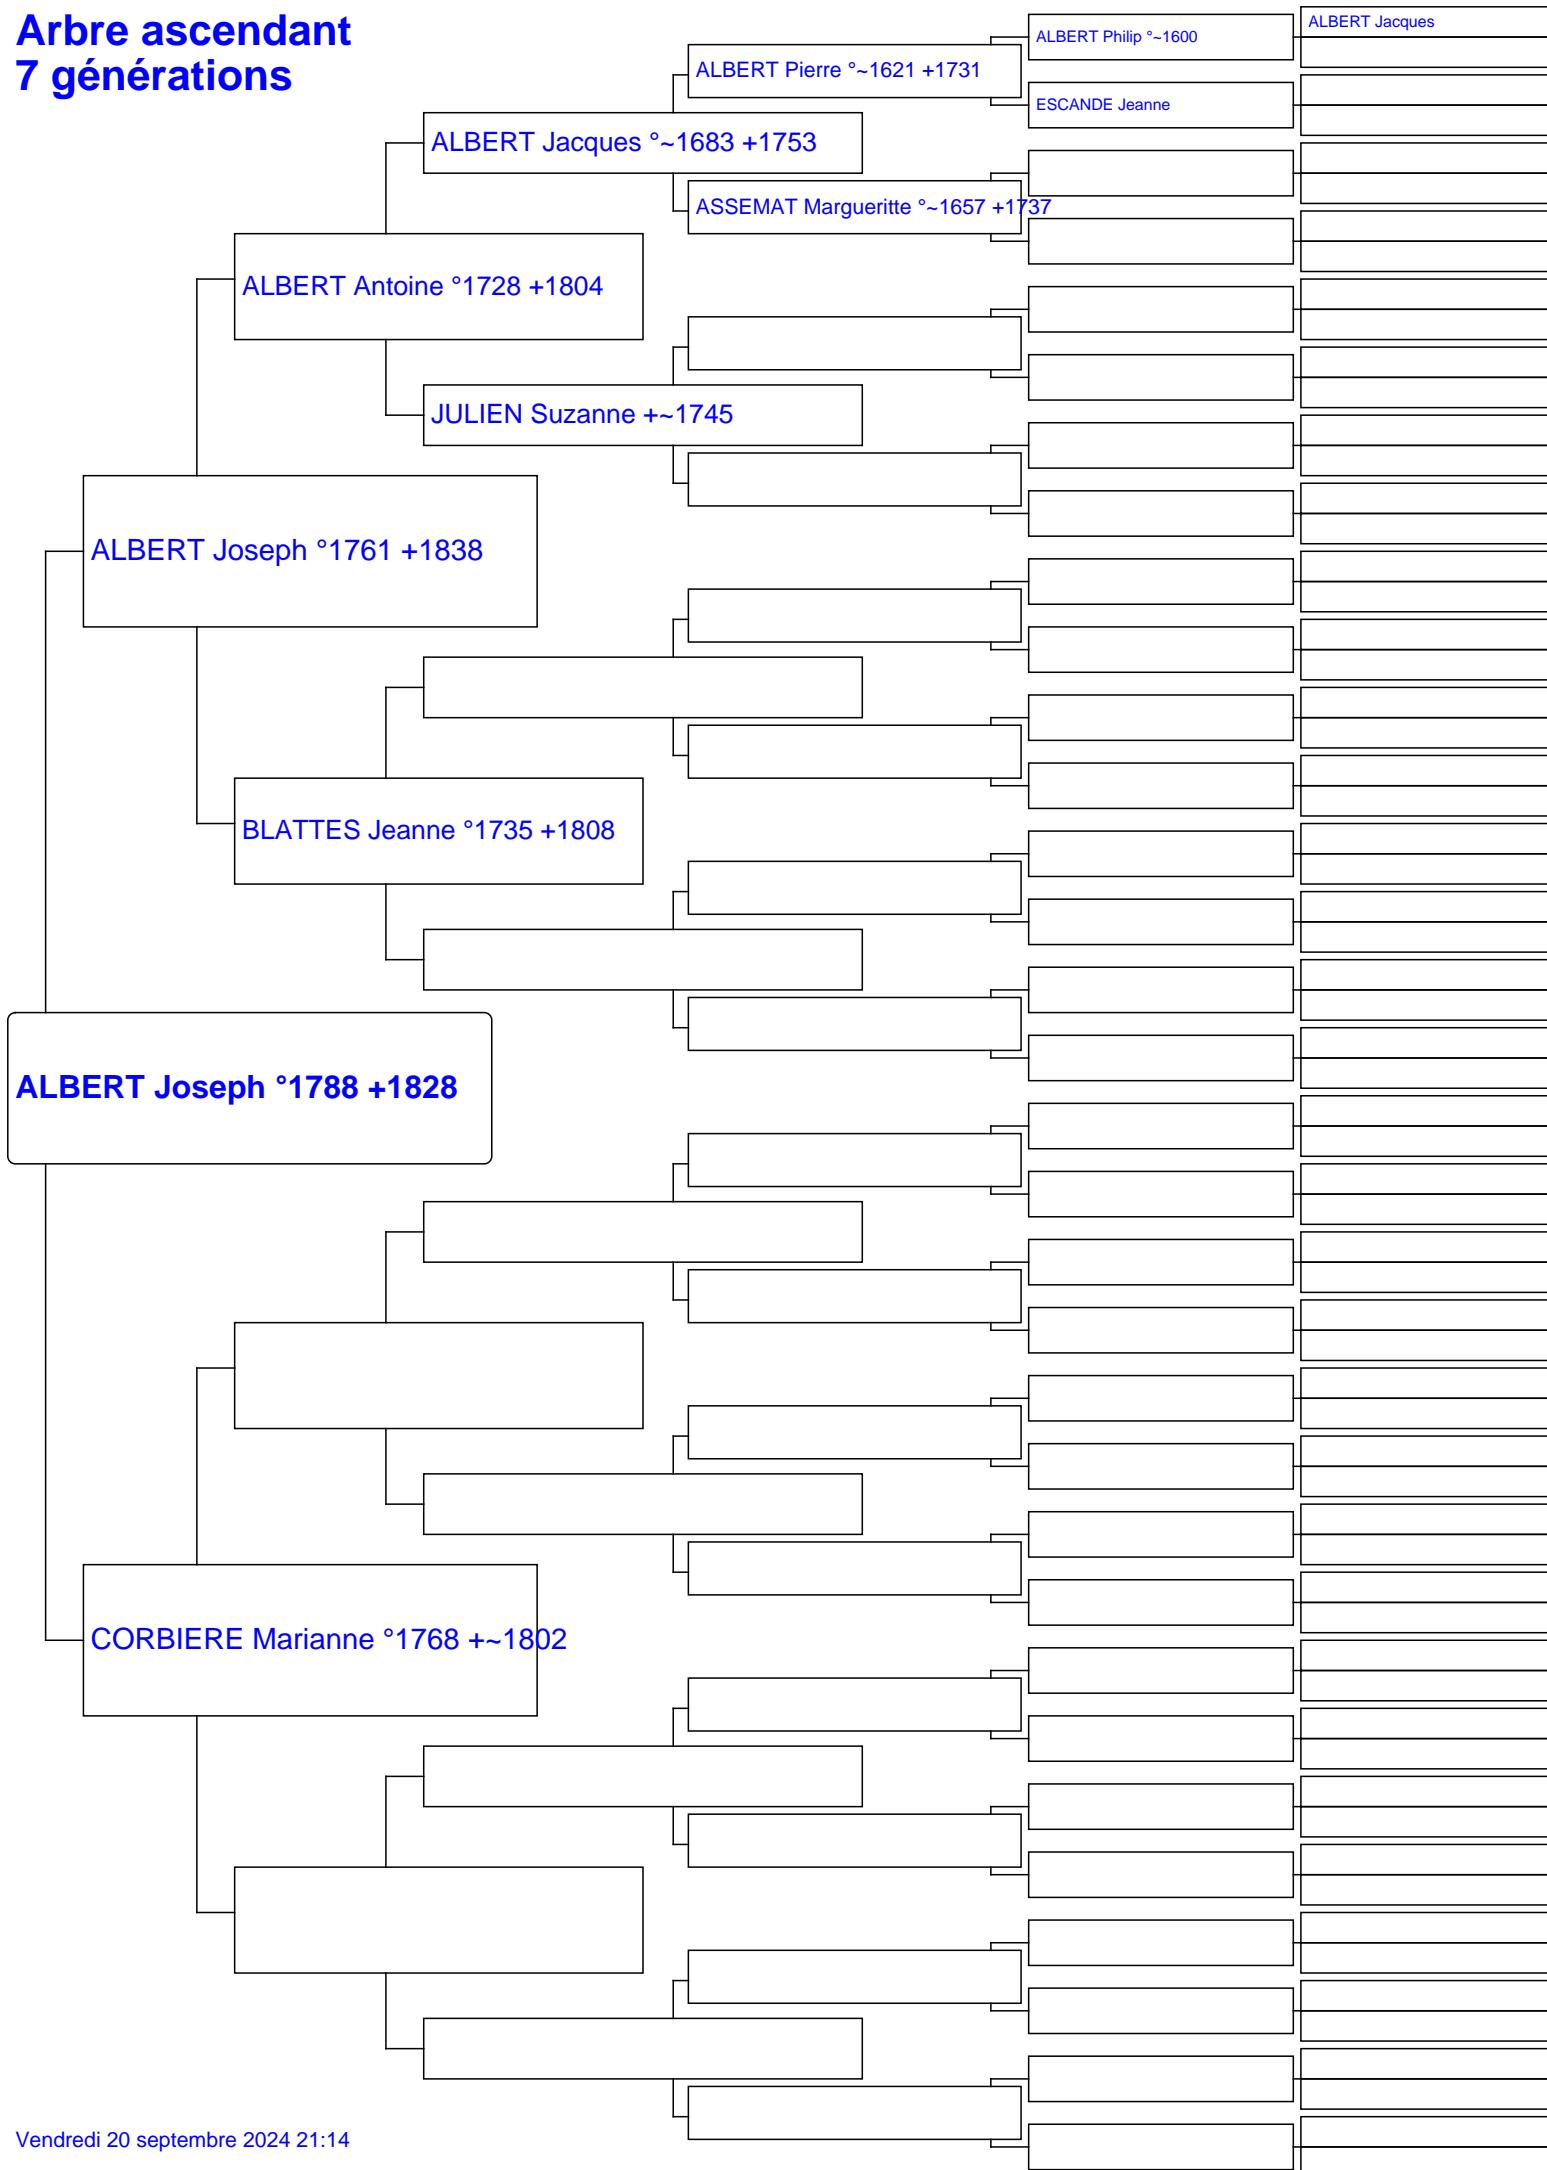 Arbre ascendant
7 générations
ALBERT Jacques
ALBERT Philip °~1600
ALBERT Pierre °~1621 +1731
ESCANDE Jeanne
ALBERT Jacques °~1683 +1753
ASSEMAT Margueritte °~1657 +1737
ALBERT Antoine °1728 +1804
JULIEN Suzanne +~1745
ALBERT Joseph °1761 +1838
BLATTES Jeanne °1735 +1808
ALBERT Joseph °1788 +1828
CORBIERE Marianne °1768 +~1802
Vendredi 20 septembre 2024 21:14